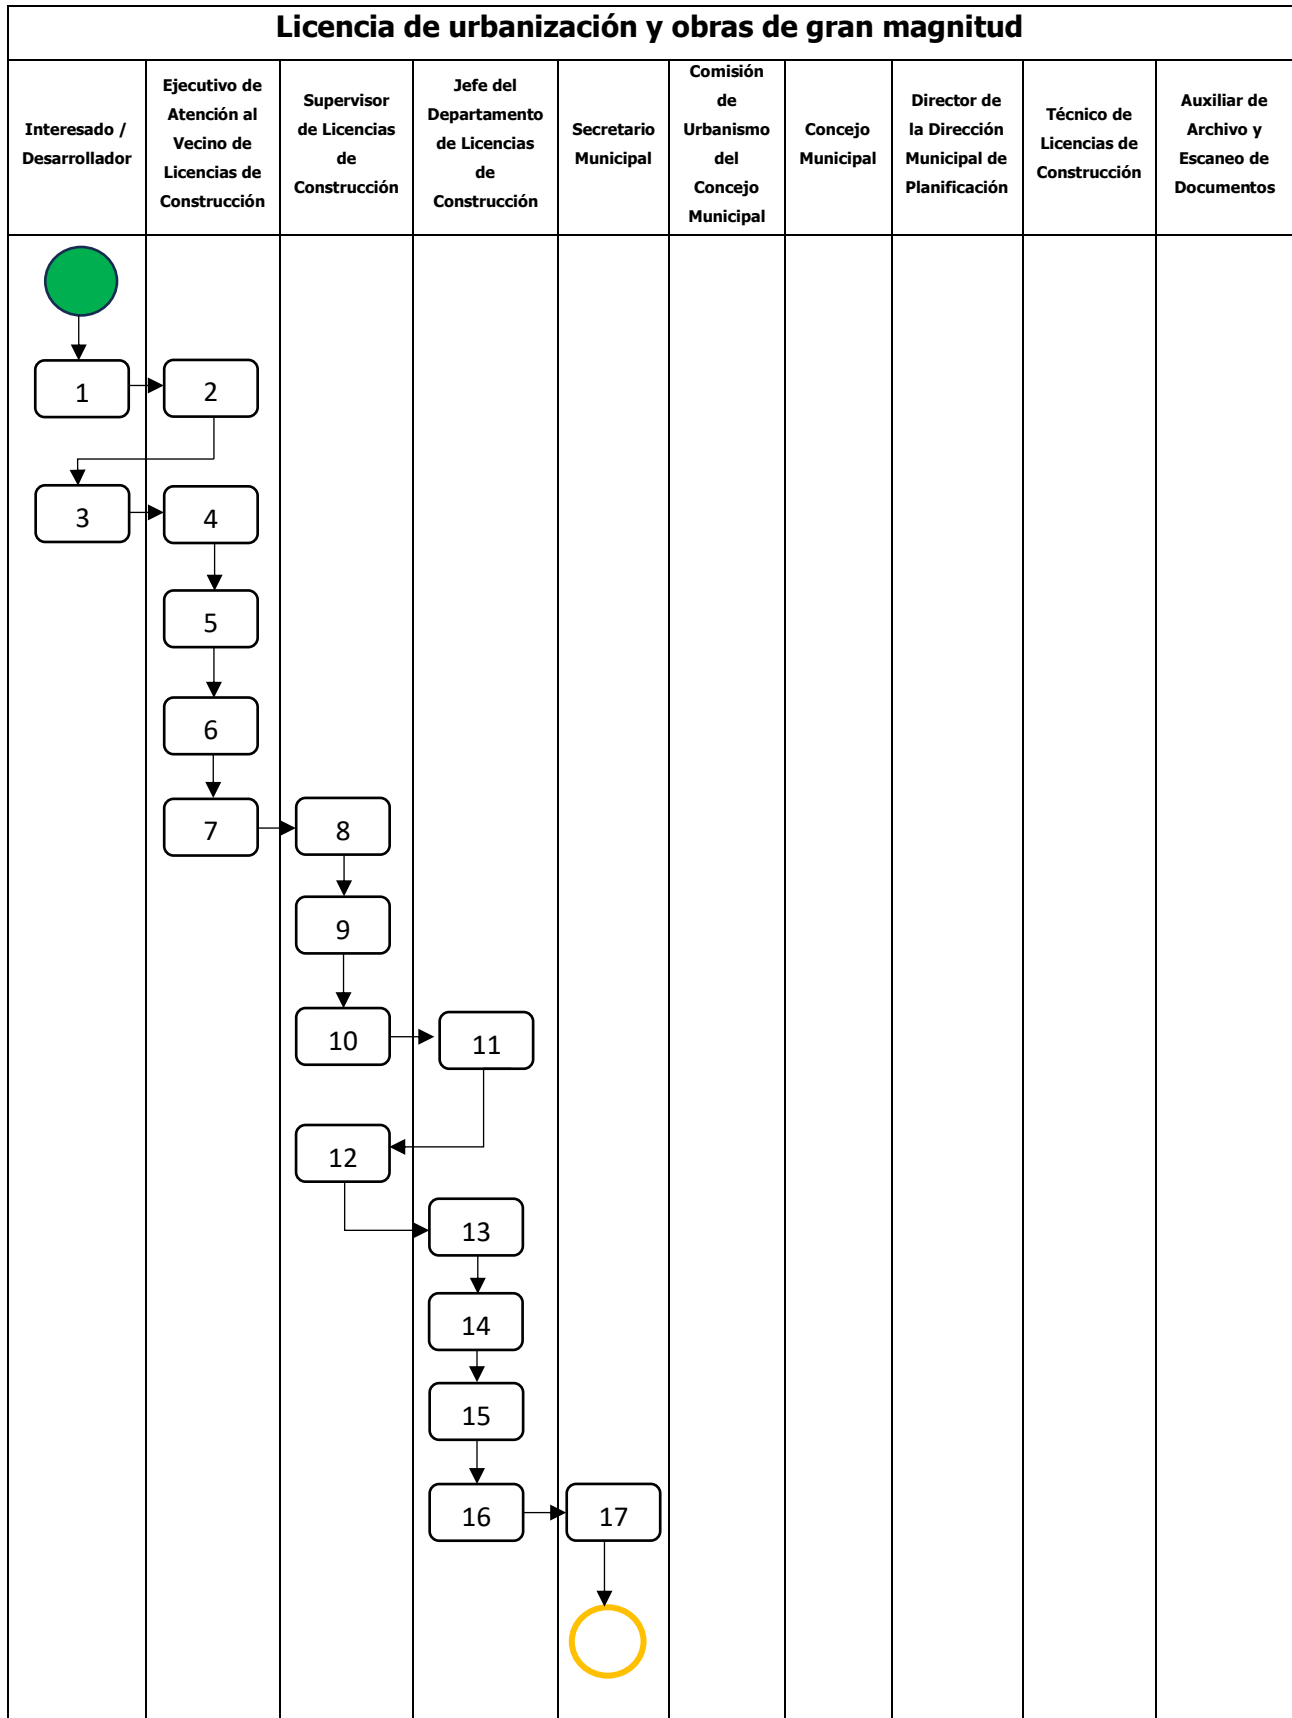 Licencia de urbanización y obras de gran magnitud
Interesado /
Desarrollador
Ejecutivo de
Atención al
Vecino de
Licencias de
Construcción
Supervisor
de Licencias
de
Construcción
Jefe del
Departamento
de Licencias
de
Construcción
Secretario
Municipal
Comisión
de
Urbanismo
del
Concejo
Municipal
Concejo
Municipal
Director de
la Dirección
Municipal de
Planificación
Técnico de
Licencias de
Construcción
Auxiliar de
Archivo y
Escaneo de
Documentos
1
2
3
4
5
6
7
8
9
10
11
12
13
14
15
16
17